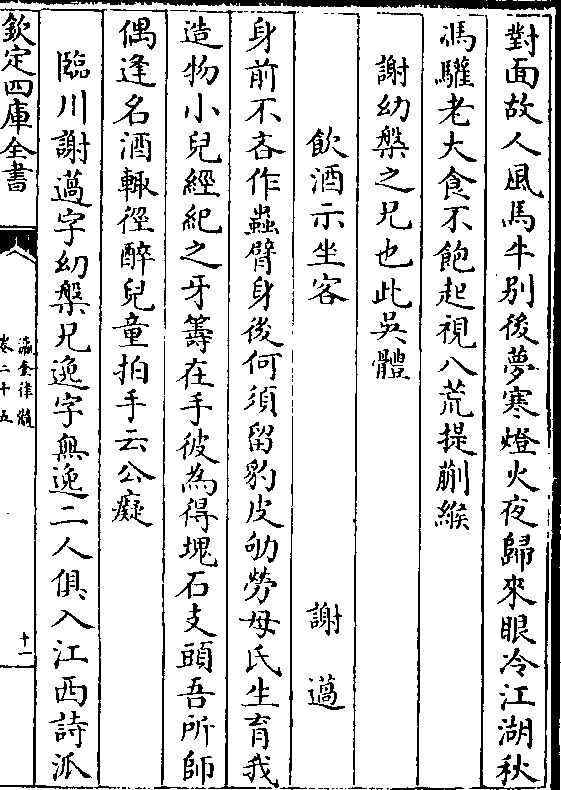 對面故人風馬牛别後夢寒燈火夜歸來眼冷江湖秋
馮驩老大食不飽起視八荒提蒯緱
謝幼槃之兄也此吳體
飲酒示坐客 謝薖
身前不吝作蟲臂身後何須留豹皮劬勞母氏生育我
造物小兒經紀之牙籌在手彼為得塊石支頭吾所師
偶逢名酒輒徑醉兒童拍手云公癡
臨川謝薖字幼槃兄逸字無逸二人俱入江西詩派
欽定四庫全書
瀛奎律髓
卷二十五
十二